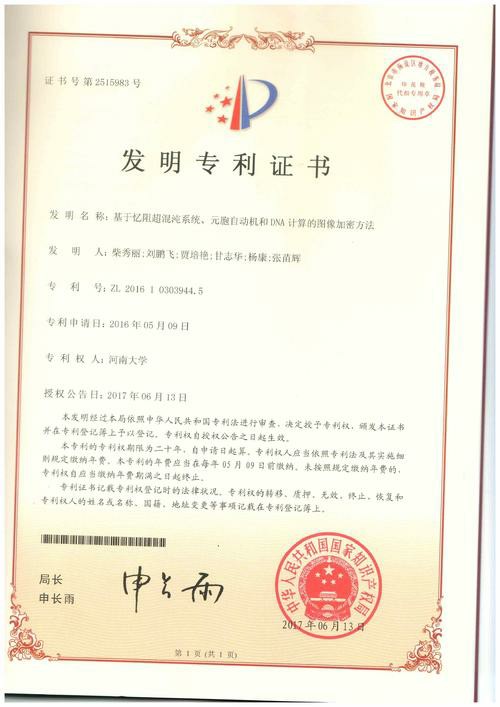 证书号第2515983号
印花税
代扣专用章
国家知识产权局
发明专利证书
发明名称：基于忆阻超混沌系统、元胞自动机和DNA计算的图像加密方法
发明人：柴秀丽;刘鹏飞;贾培艳;甘志华;杨康;张苗辉
专利号：ZL 2016 1 0303944.5
专利申请日：2016年05月09日
专利权人：河南大学
授权公告日：2017年06月13日
本发明经过本局依照中华人民共和国专利法进行审查，决定授予专利权，颁发本证书
并在专利登记簿上予以登记。专利权自授权公告之日起生效。
本专利的专利权期限为二十年，自申请日起算。专利权人应当依照专利法及其实施细
则规定缴纳年费。本专利的年费应当在每年05月09日前缴纳。未按照规定缴纳年费的，
专利权自应当缴纳年费期满之日起终止。
专利证书记载专利权登记时的法律状况。专利权的转移、质押、无效、终止、恢复和
专利权人的姓名或名称、国籍、地址变更等事项记载在专利登记簿上。
局长
申长雨
申长雨
中华人民共和国国家知识产权局
2017年06月13日
第1页(共1页)